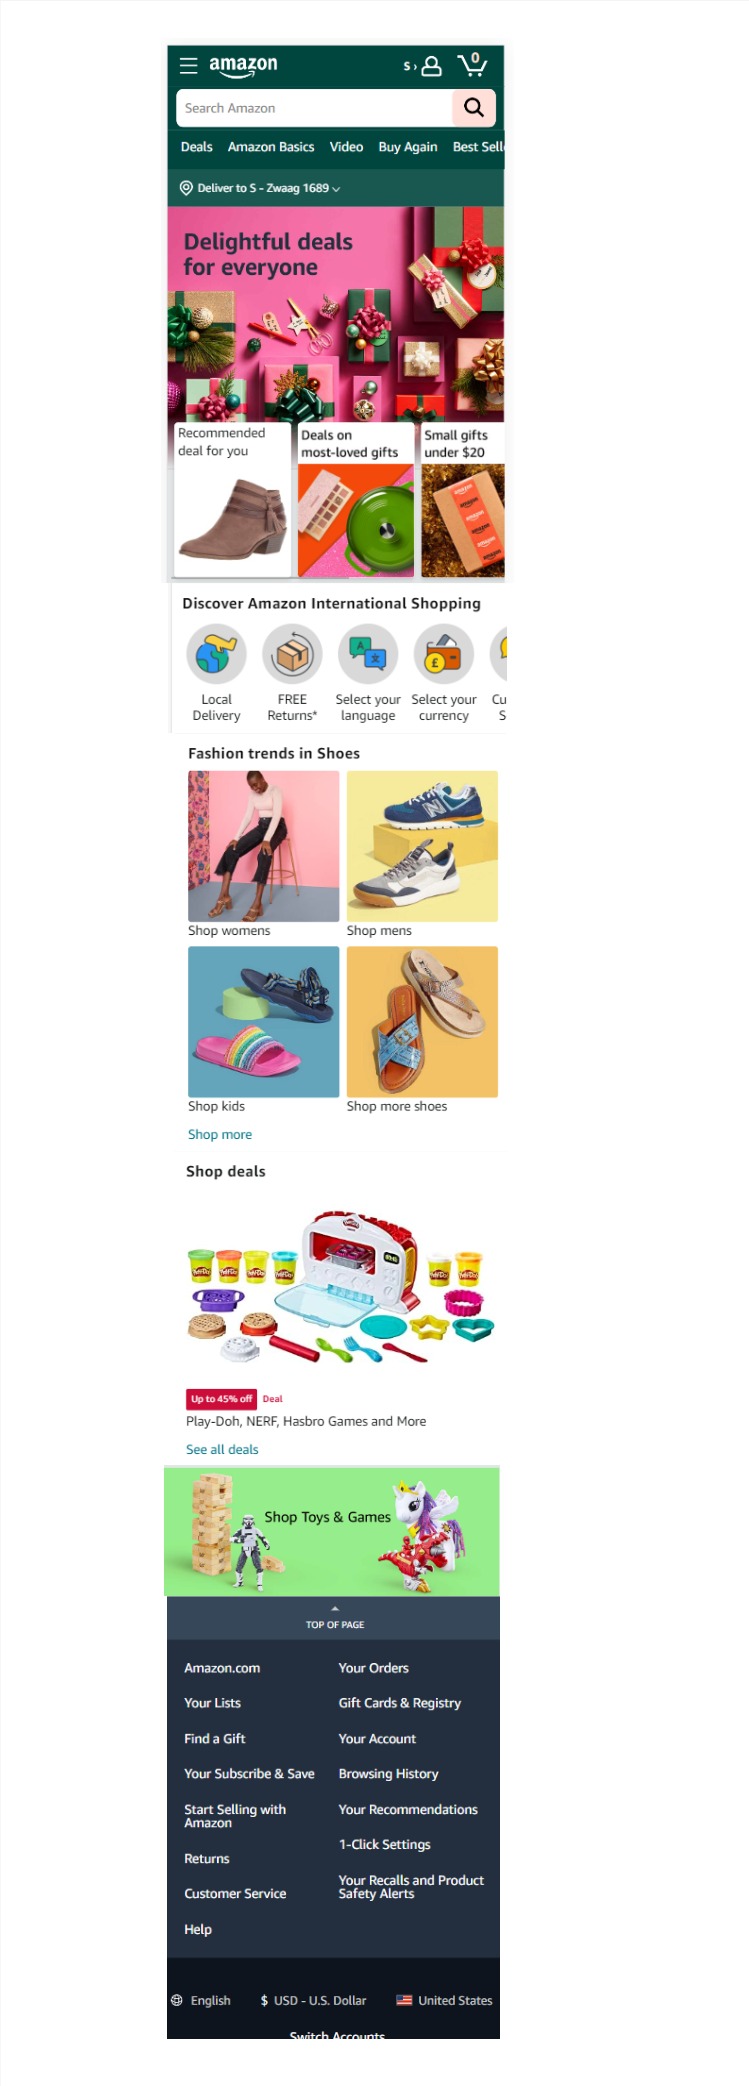 amazon
S ›
0
Search Amazon
Deals Amazon Basics Video Buy Again Best Sell
Deliver to S - Zwaag 1689
Delightful deals
for everyone
Recommended
deal for you
Deals on
most-loved gifts
Small gifts
under $20
Discover Amazon International Shopping
Local
Delivery
FREE
Returns*
Select your
language
Select your
currency
Cu
S
Fashion trends in Shoes
Shop womens
Shop mens
Shop kids
Shop more shoes
Shop more
Shop deals
Up to 45% off Deal
Play-Doh, NERF, Hasbro Games and More
See all deals
Shop Toys & Games
TOP OF PAGE
Amazon.com
Your Lists
Find a Gift
Your Subscribe & Save
Start Selling with
Amazon
Returns
Customer Service
Help
Your Orders
Gift Cards & Registry
Your Account
Browsing History
Your Recommendations
1-Click Settings
Your Recalls and Product
Safety Alerts
English $ USD - U.S. Dollar United States
Switch Accounts